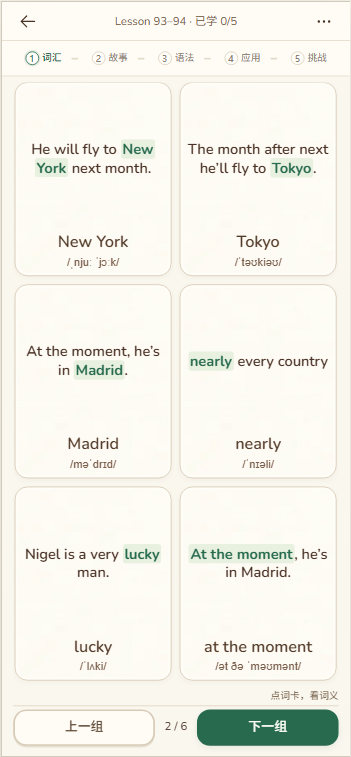 Lesson 93–94 · 已学 0/5
1 词汇 – 2 故事 – 3 语法 – 4 应用 – 5 挑战
He will fly to New
York next month.
New York
/ˌnjuː ˈjɔːk/
The month after next
he'll fly to Tokyo.
Tokyo
/ˈtəʊkiəʊ/
At the moment, he's
in Madrid.
Madrid
/məˈdrɪd/
nearly every country
nearly
/ˈnɪəli/
Nigel is a very lucky
man.
lucky
/ˈlʌki/
At the moment, he's
in Madrid.
at the moment
/ət ðə ˈməʊmənt/
点词卡，看词义
上一组
2 / 6
下一组